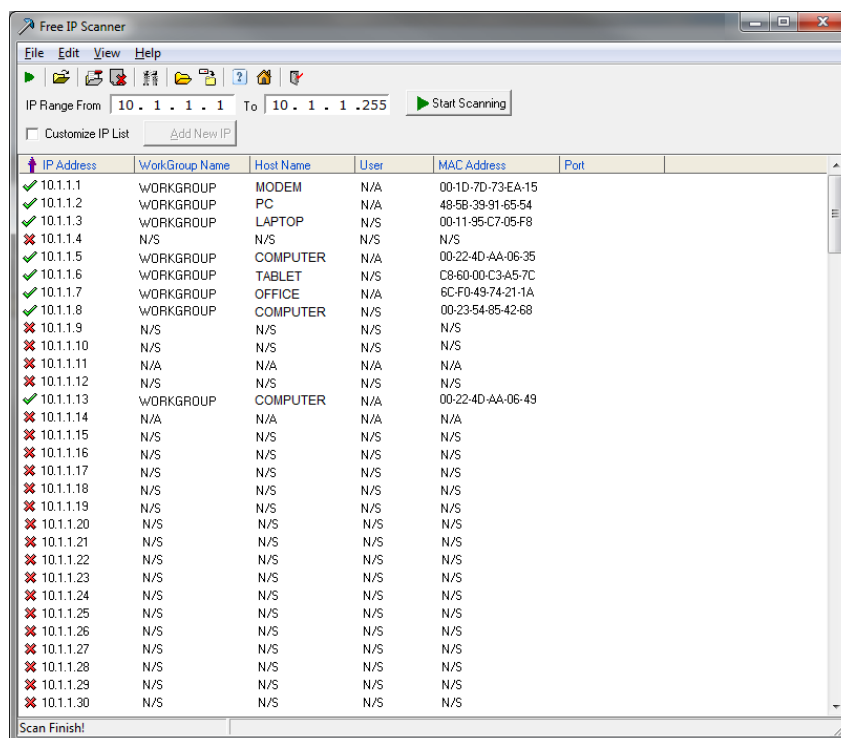 Free IP Scanner
File Edit View Help
IP Range From 10 . 1 . 1 . 1 To 10 . 1 . 1 .255 Start Scanning
Customize IP List Add New IP
IP Address WorkGroup Name Host Name User MAC Address Port
10.1.1.1 WORKGROUP MODEM N/A 00-1D-7D-73-EA-15
10.1.1.2 WORKGROUP PC N/A 48-5B-39-91-65-54
10.1.1.3 WORKGROUP LAPTOP N/S 00-11-95-C7-05-F8
10.1.1.4 N/S N/S N/S N/S
10.1.1.5 WORKGROUP COMPUTER N/A 00-22-4D-AA-06-35
10.1.1.6 WORKGROUP TABLET N/S C8-60-00-C3-A5-7C
10.1.1.7 WORKGROUP OFFICE N/A 6C-F0-49-74-21-1A
10.1.1.8 WORKGROUP COMPUTER N/S 00-23-54-85-42-68
10.1.1.9 N/S N/S N/S N/S
10.1.1.10 N/S N/S N/S N/S
10.1.1.11 N/A N/A N/A N/A
10.1.1.12 N/S N/S N/S N/S
10.1.1.13 WORKGROUP COMPUTER N/A 00-22-4D-AA-06-49
10.1.1.14 N/A N/A N/A N/A
10.1.1.15 N/S N/S N/S N/S
10.1.1.16 N/S N/S N/S N/S
10.1.1.17 N/S N/S N/S N/S
10.1.1.18 N/S N/S N/S N/S
10.1.1.19 N/S N/S N/S N/S
10.1.1.20 N/S N/S N/S N/S
10.1.1.21 N/S N/S N/S N/S
10.1.1.22 N/S N/S N/S N/S
10.1.1.23 N/S N/S N/S N/S
10.1.1.24 N/S N/S N/S N/S
10.1.1.25 N/S N/S N/S N/S
10.1.1.26 N/S N/S N/S N/S
10.1.1.27 N/S N/S N/S N/S
10.1.1.28 N/S N/S N/S N/S
10.1.1.29 N/S N/S N/S N/S
10.1.1.30 N/S N/S N/S N/S
Scan Finish!